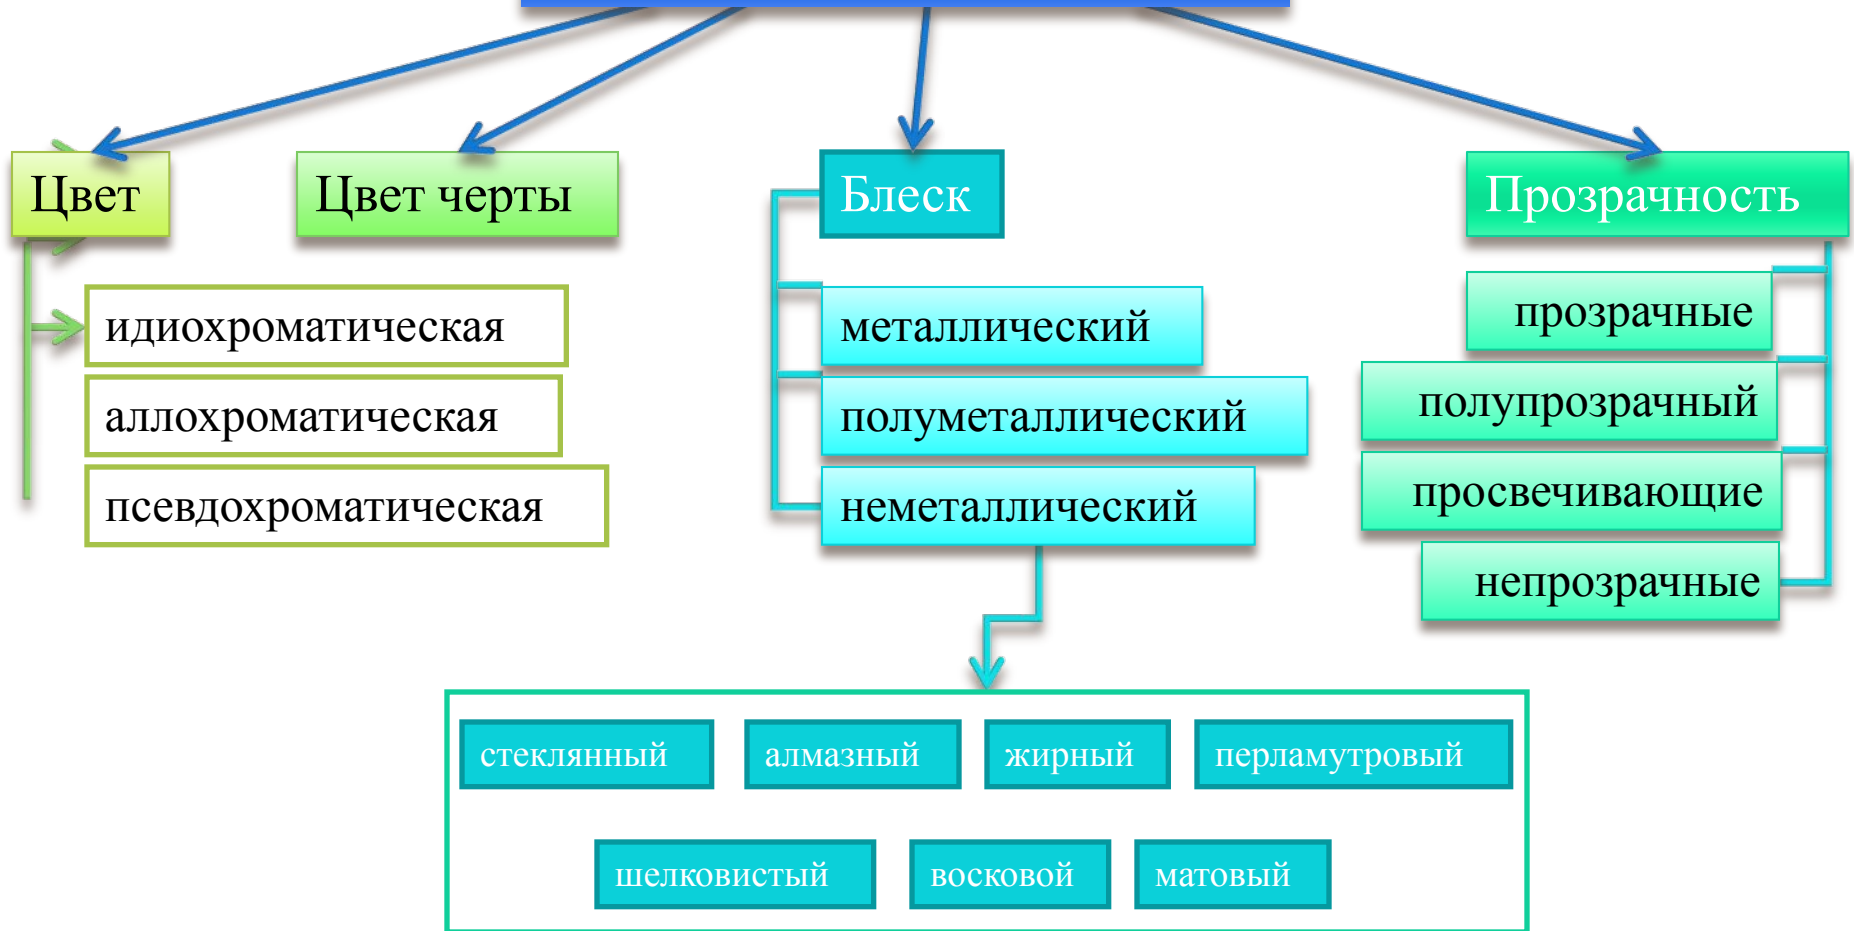 Цвет
Цвет черты
Блеск
Прозрачность
идиохроматическая
аллохроматическая
псевдохроматическая
металлический
полуметаллический
неметаллический
прозрачные
полупрозрачный
просвечивающие
непрозрачные
стеклянный
алмазный
жирный
перламутровый
шелковистый
восковой
матовый